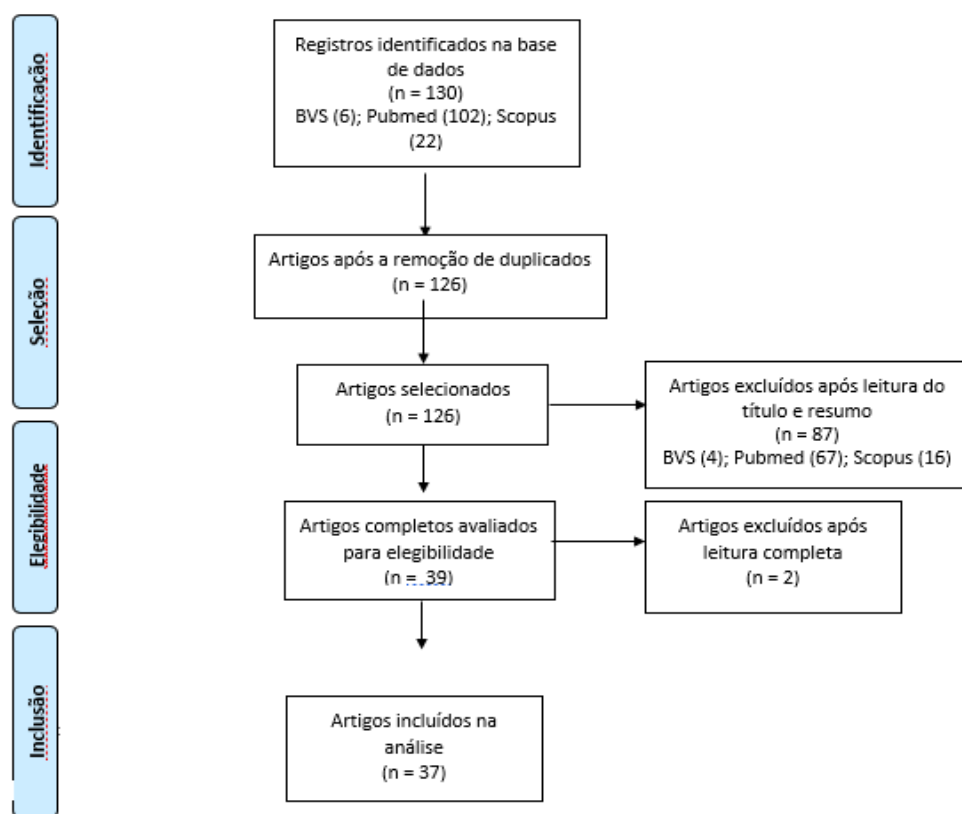 Identificação
Registros identificados na base
de dados
(n = 130)
BVS (6); Pubmed (102); Scopus
(22)
Seleção
Artigos após a remoção de duplicados
(n = 126)
Artigos selecionados
(n = 126)
Artigos excluídos após leitura do
título e resumo
(n = 87)
BVS (4); Pubmed (67); Scopus (16)
Elegibilidade
Artigos completos avaliados
para elegibilidade
(n = 39)
Artigos excluídos após
leitura completa
(n = 2)
Inclusão
Artigos incluídos na
análise
(n = 37)